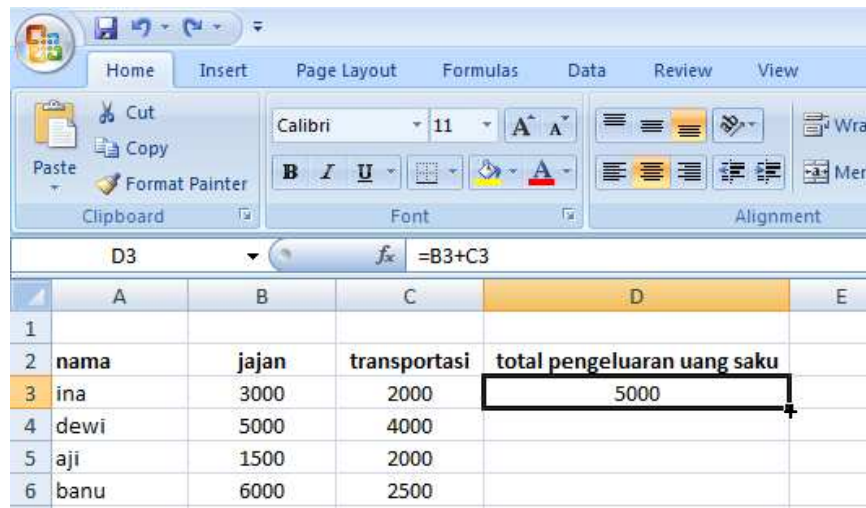 Home Insert Page Layout Formulas Data Review View
Cut
Copy
Format Painter
Paste
Calibri 11 A A
B I U A
Wra
Mer
Clipboard Font Alignment
D3 fx =B3+C3
A B C D E
1
2 nama jajan transportasi total pengeluaran uang saku
3 ina 3000 2000 5000
4 dewi 5000 4000
5 aji 1500 2000
6 banu 6000 2500